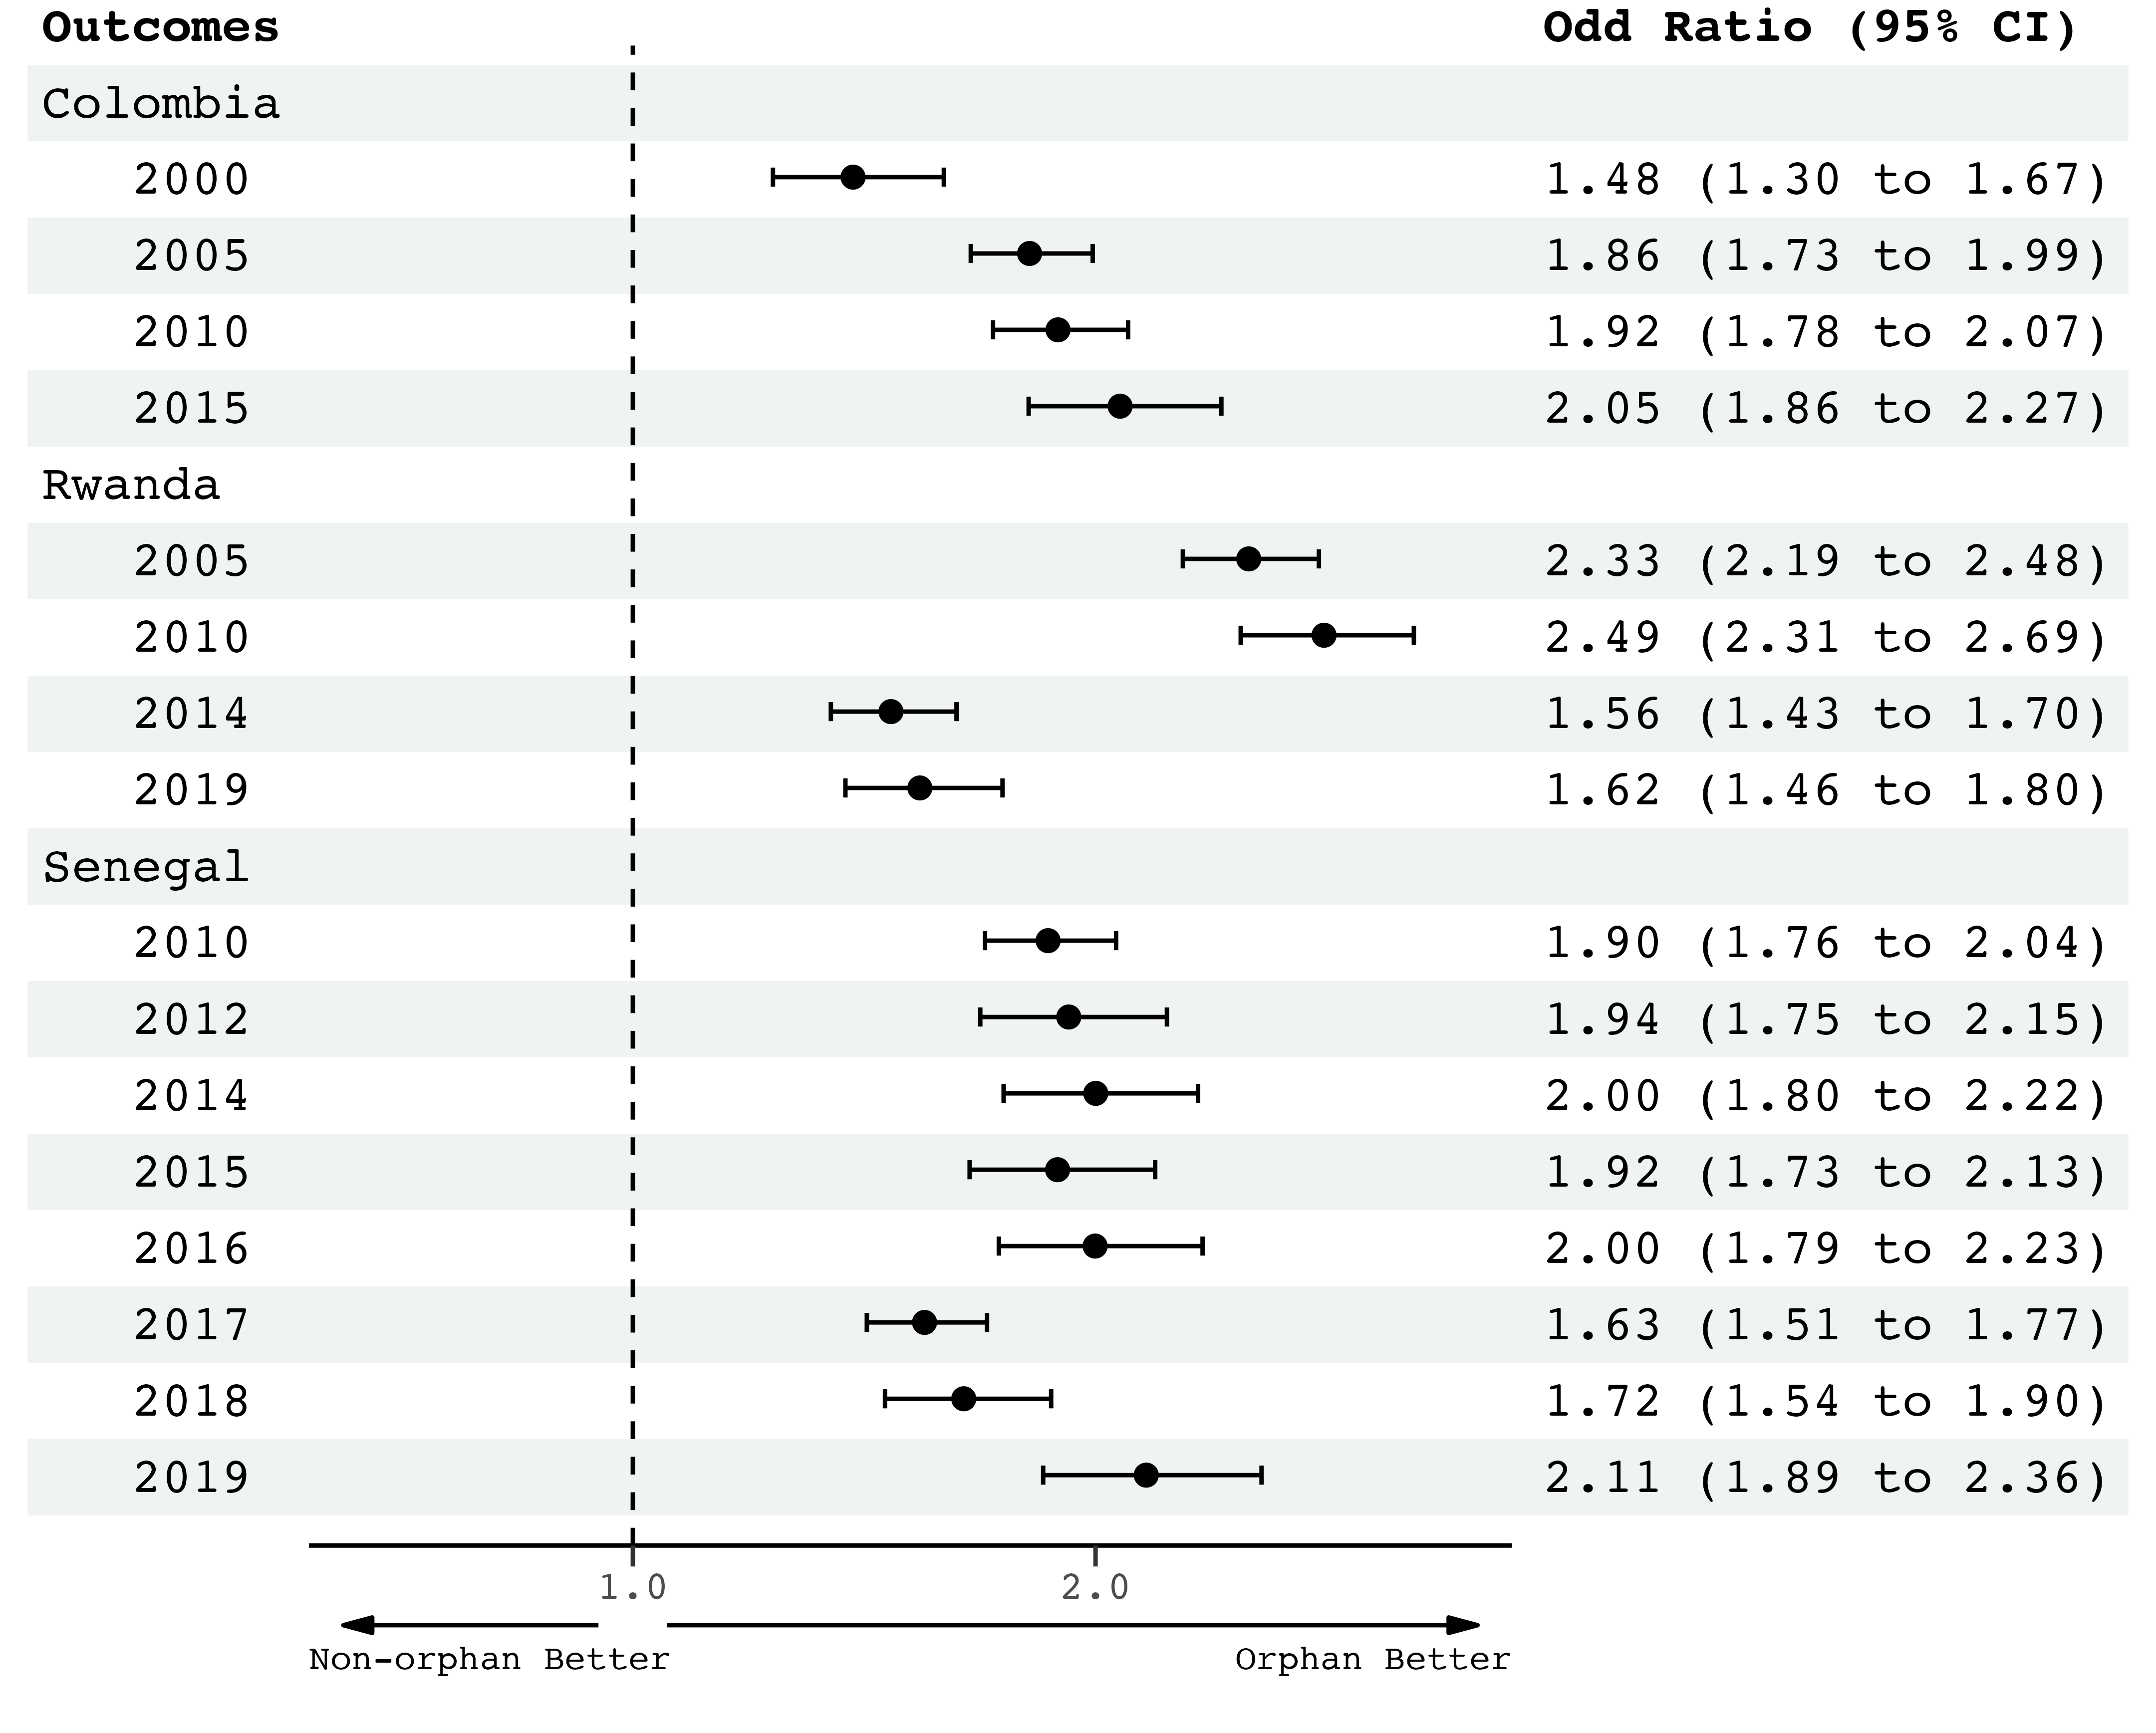 Outcomes Odd Ratio (95% CI)
Colombia
2000 1.48 (1.30 to 1.67)
2005 1.86 (1.73 to 1.99)
2010 1.92 (1.78 to 2.07)
2015 2.05 (1.86 to 2.27)
Rwanda
2005 2.33 (2.19 to 2.48)
2010 2.49 (2.31 to 2.69)
2014 1.56 (1.43 to 1.70)
2019 1.62 (1.46 to 1.80)
Senegal
2010 1.90 (1.76 to 2.04)
2012 1.94 (1.75 to 2.15)
2014 2.00 (1.80 to 2.22)
2015 1.92 (1.73 to 2.13)
2016 2.00 (1.79 to 2.23)
2017 1.63 (1.51 to 1.77)
2018 1.72 (1.54 to 1.90)
2019 2.11 (1.89 to 2.36)
1.0 2.0
Non-orphan Better Orphan Better